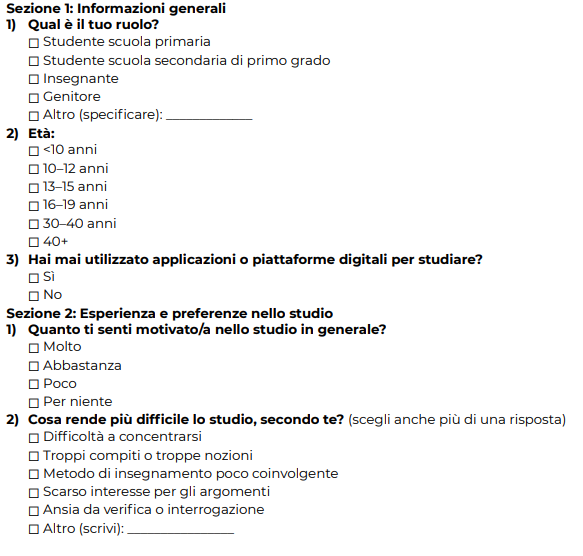 Sezione 1: Informazioni generali
1) Qual è il tuo ruolo?
☐ Studente scuola primaria
☐ Studente scuola secondaria di primo grado
☐ Insegnante
☐ Genitore
☐ Altro (specificare): _____________
2) Età:
☐ <10 anni
☐ 10–12 anni
☐ 13–15 anni
☐ 16–19 anni
☐ 30–40 anni
☐ 40+
3) Hai mai utilizzato applicazioni o piattaforme digitali per studiare?
☐ Sì
☐ No
Sezione 2: Esperienza e preferenze nello studio
1) Quanto ti senti motivato/a nello studio in generale?
☐ Molto
☐ Abbastanza
☐ Poco
☐ Per niente
2) Cosa rende più difficile lo studio, secondo te? (scegli anche più di una risposta)
☐ Difficoltà a concentrarsi
☐ Troppi compiti o troppe nozioni
☐ Metodo di insegnamento poco coinvolgente
☐ Scarso interesse per gli argomenti
☐ Ansia da verifica o interrogazione
☐ Altro (scrivi): ________________